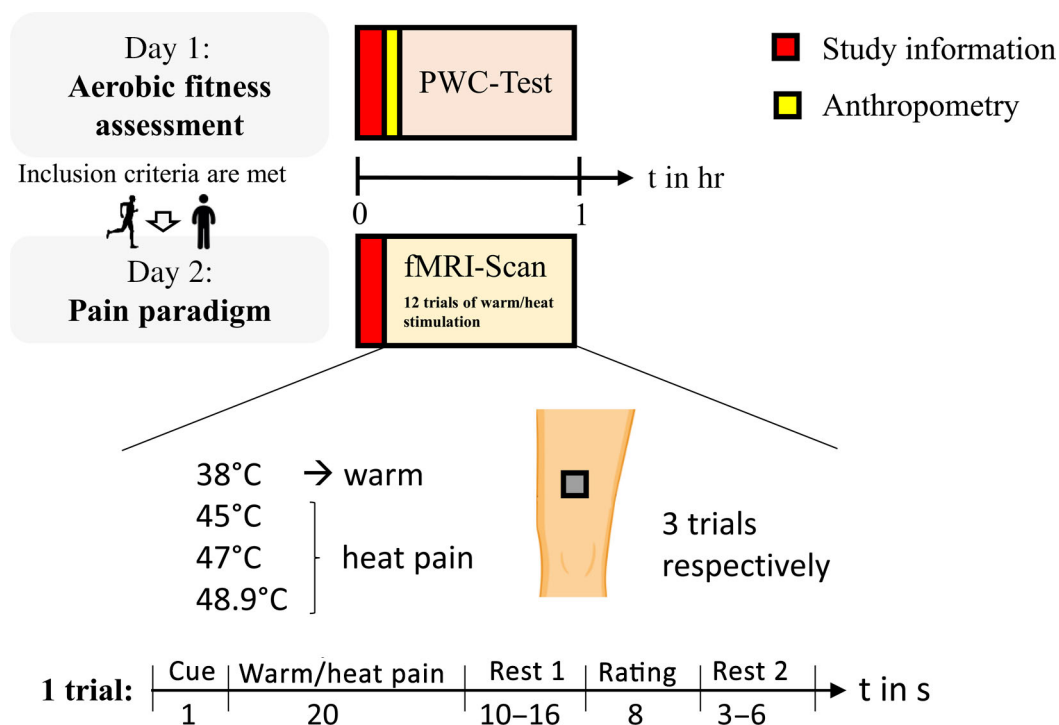 Day 1:
Aerobic fitness
assessment
PWC-Test
Study information
Anthropometry
Inclusion criteria are met
t in hr
0
1
Day 2:
Pain paradigm
fMRI-Scan
12 trials of warm/heat
stimulation
38°C → warm
45°C
47°C
48.9°C
heat pain
3 trials
respectively
1 trial:
Cue Warm/heat pain Rest 1 Rating Rest 2
t in s
1 20 10–16 8 3–6